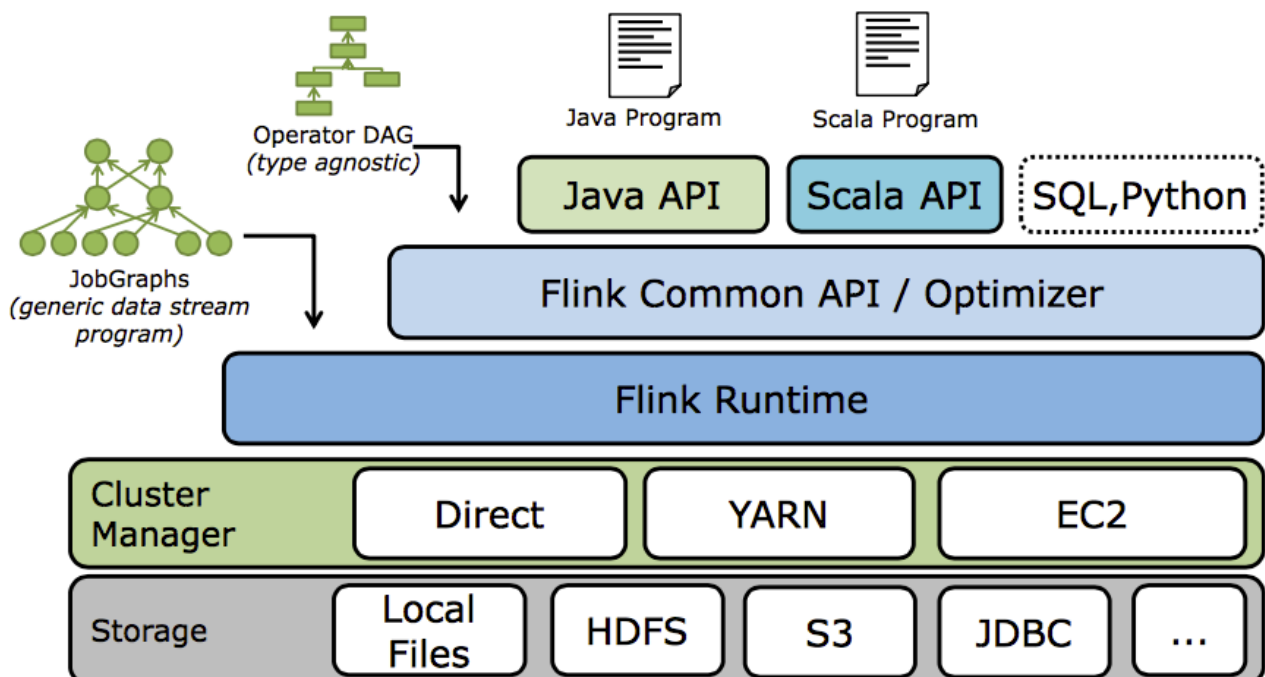 Java Program
Scala Program
Operator DAG
(type agnostic)
Java API
Scala API
SQL,Python
JobGraphs
(generic data stream
program)
Flink Common API / Optimizer
Flink Runtime
Cluster
Manager
Direct
YARN
EC2
Storage
Local
Files
HDFS
S3
JDBC
...